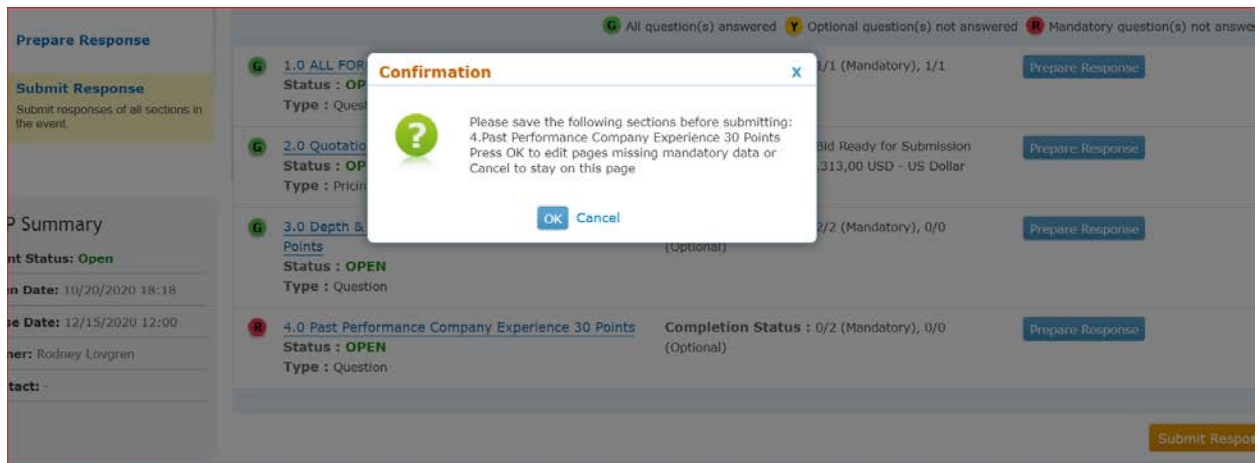 G All question(s) answered Y Optional question(s) not answered R Mandatory question(s) not answe
Prepare Response
Submit Response
Submit responses of all sections in
the event.
P Summary
nt Status: Open
n Date: 10/20/2020 18:18
se Date: 12/15/2020 12:00
ner: Rodney Lovgren
tact: -
G 1.0 ALL FOR
Status : OP
Type : Quest
1/1 (Mandatory), 1/1
Prepare Response
G 2.0 Quotatio
Status : OP
Type : Pricin
Bid Ready for Submission
313,00 USD - US Dollar
Prepare Response
G 3.0 Depth &
Points
Status : OPEN
Type : Question
2/2 (Mandatory), 0/0
(Optional)
Prepare Response
R 4.0 Past Performance Company Experience 30 Points
Status : OPEN
Type : Question
Completion Status : 0/2 (Mandatory), 0/0
(Optional)
Prepare Response
Submit Respo
Confirmation X
?
Please save the following sections before submitting:
4.Past Performance Company Experience 30 Points
Press OK to edit pages missing mandatory data or
Cancel to stay on this page
OK Cancel